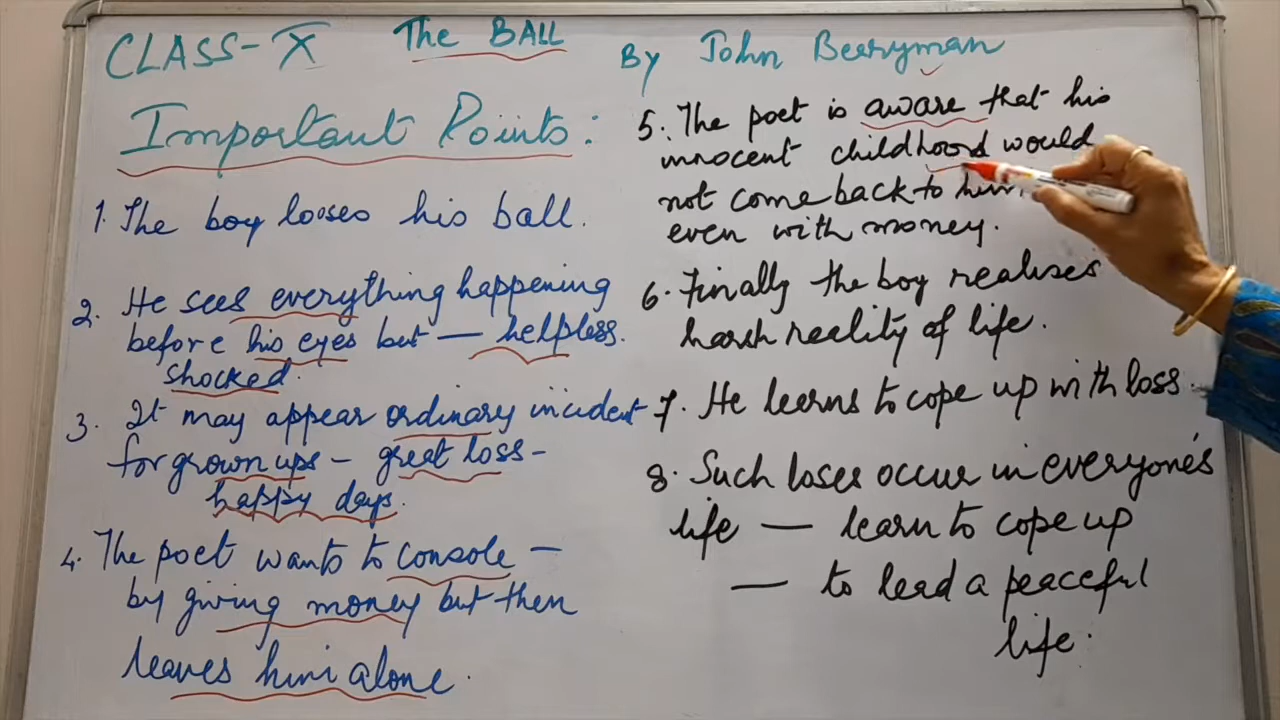 CLASS-X The BALL By John Berryman
Important Points:
1. The boy looses his ball.
2. He sees everything happening
before his eyes but — helpless.
shocked.
3. It may appear ordinary incident
for grown ups - great loss -
happy days.
4. The poet wants to console -
by giving money but then
leaves him alone.
5. The poet is aware that his
innocent childhood would
not come back to him
even with money.
6. Finally the boy realises
harsh reality of life.
7. He learns to cope up with loss.
8. Such loses occur in everyone's
life — learn to cope up
— to lead a peaceful
life.